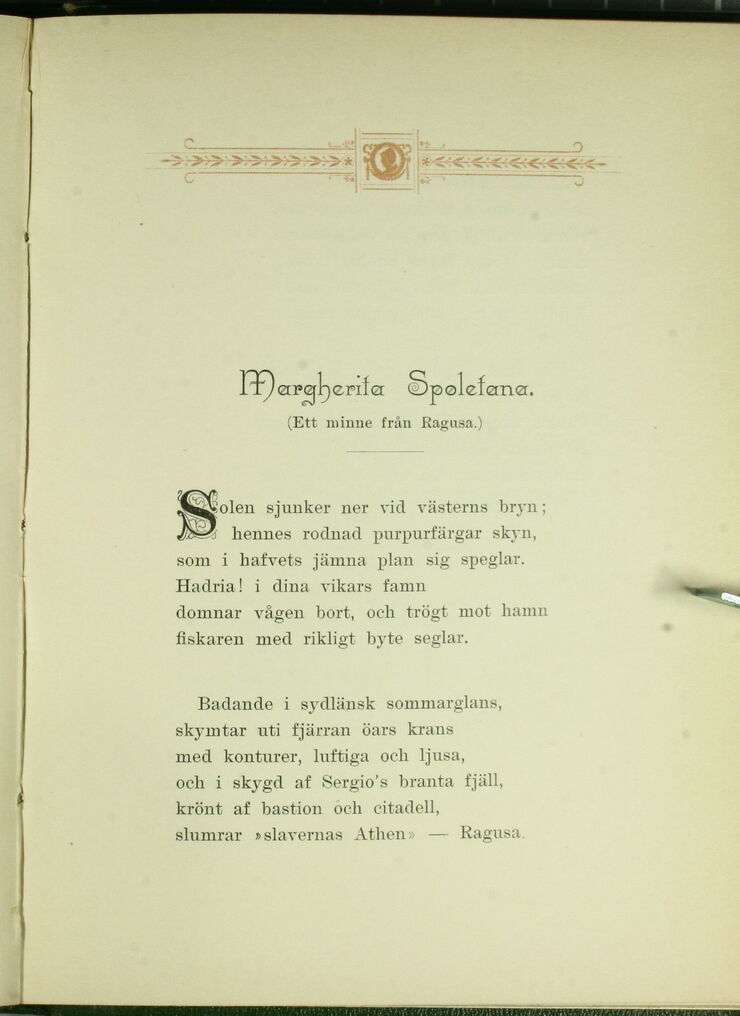 Margherita Spoletana.
(Ett minne från Ragusa.)
Solen sjunker ner vid västerns bryn;
hennes rodnad purpurfärgar skyn,
som i hafvets jämna plan sig speglar.
Hadria! i dina vikars famn
domnar vågen bort, och trögt mot hamn
fiskaren med rikligt byte seglar.
Badande i sydländsk sommarglans,
skymtar uti fjärran öars krans
med konturer, luftiga och ljusa,
och i skygd af Sergio's branta fjäll,
krönt af bastion och citadell,
slumrar »slavernas Athen» — Ragusa.